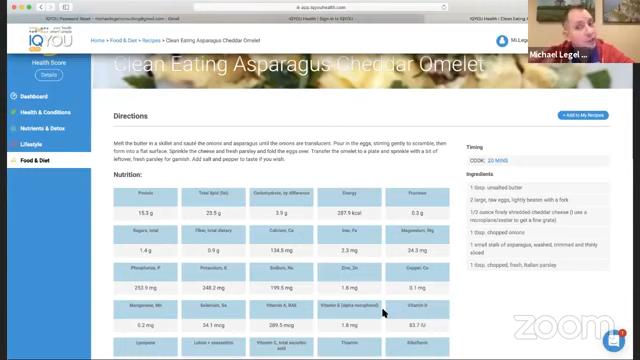 app.iqyouhealth.com
IQYOU Health | Sign in to IQYOU
IQYOU Health | Clean Eating As
IQYOU
Health Score
Details
Dashboard
Health & Conditions
Nutrients & Detox
Lifestyle
Food & Diet
Home > Food & Diet > Recipes > Clean Eating Asparagus Cheddar Omelet
Clean Eating Asparagus Cheddar Omelet
Michael Legel
Directions
+ Add to My Recipes
Melt the butter in a skillet and sauté the onions and asparagus until the onions are translucent. Pour in the eggs, stirring gently to scramble, then
form into a flat surface. Sprinkle the cheese and fresh parsley and fold the eggs over. Transfer the omelet to a plate and sprinkle with a bit of
leftover, fresh parsley for garnish. Add salt and pepper to taste if you wish.
Timing
COOK: 20 MINS
Ingredients
1 tbsp. unsalted butter
2 large, raw eggs, lightly beaten with a fork
1/2 ounce finely shredded cheddar cheese (I use a
microplane/zester to get a fine grate)
1 tbsp. chopped onions
1 small stalk of asparagus, washed, trimmed and thinly
sliced
1 tbsp. chopped, fresh, Italian parsley
Nutrition:
Protein Total lipid (fat) Carbohydrate, by difference Energy Fructose
15.3 g 23.5 g 3.9 g 287.9 kcal 0.3 g
Sugars, total Fiber, total dietary Calcium, Ca Iron, Fe Magnesium, Mg
1.4 g 0.9 g 134.5 mg 2.3 mg 24.3 mg
Phosphorus, P Potassium, K Sodium, Na Zinc, Zn Copper, Cu
253.9 mg 248.2 mg 199.5 mg 1.8 mg 0.1 mg
Manganese, Mn Selenium, Se Vitamin A, RAE Vitamin E (alpha-tocopherol) Vitamin D
0.2 mg 34.1 mcg 289.5 mcg 1.8 mg 83.7 IU
Lycopene Lutein + zeaxanthin Vitamin C, total ascorbic
acid Thiamin Riboflavin
1
zoom